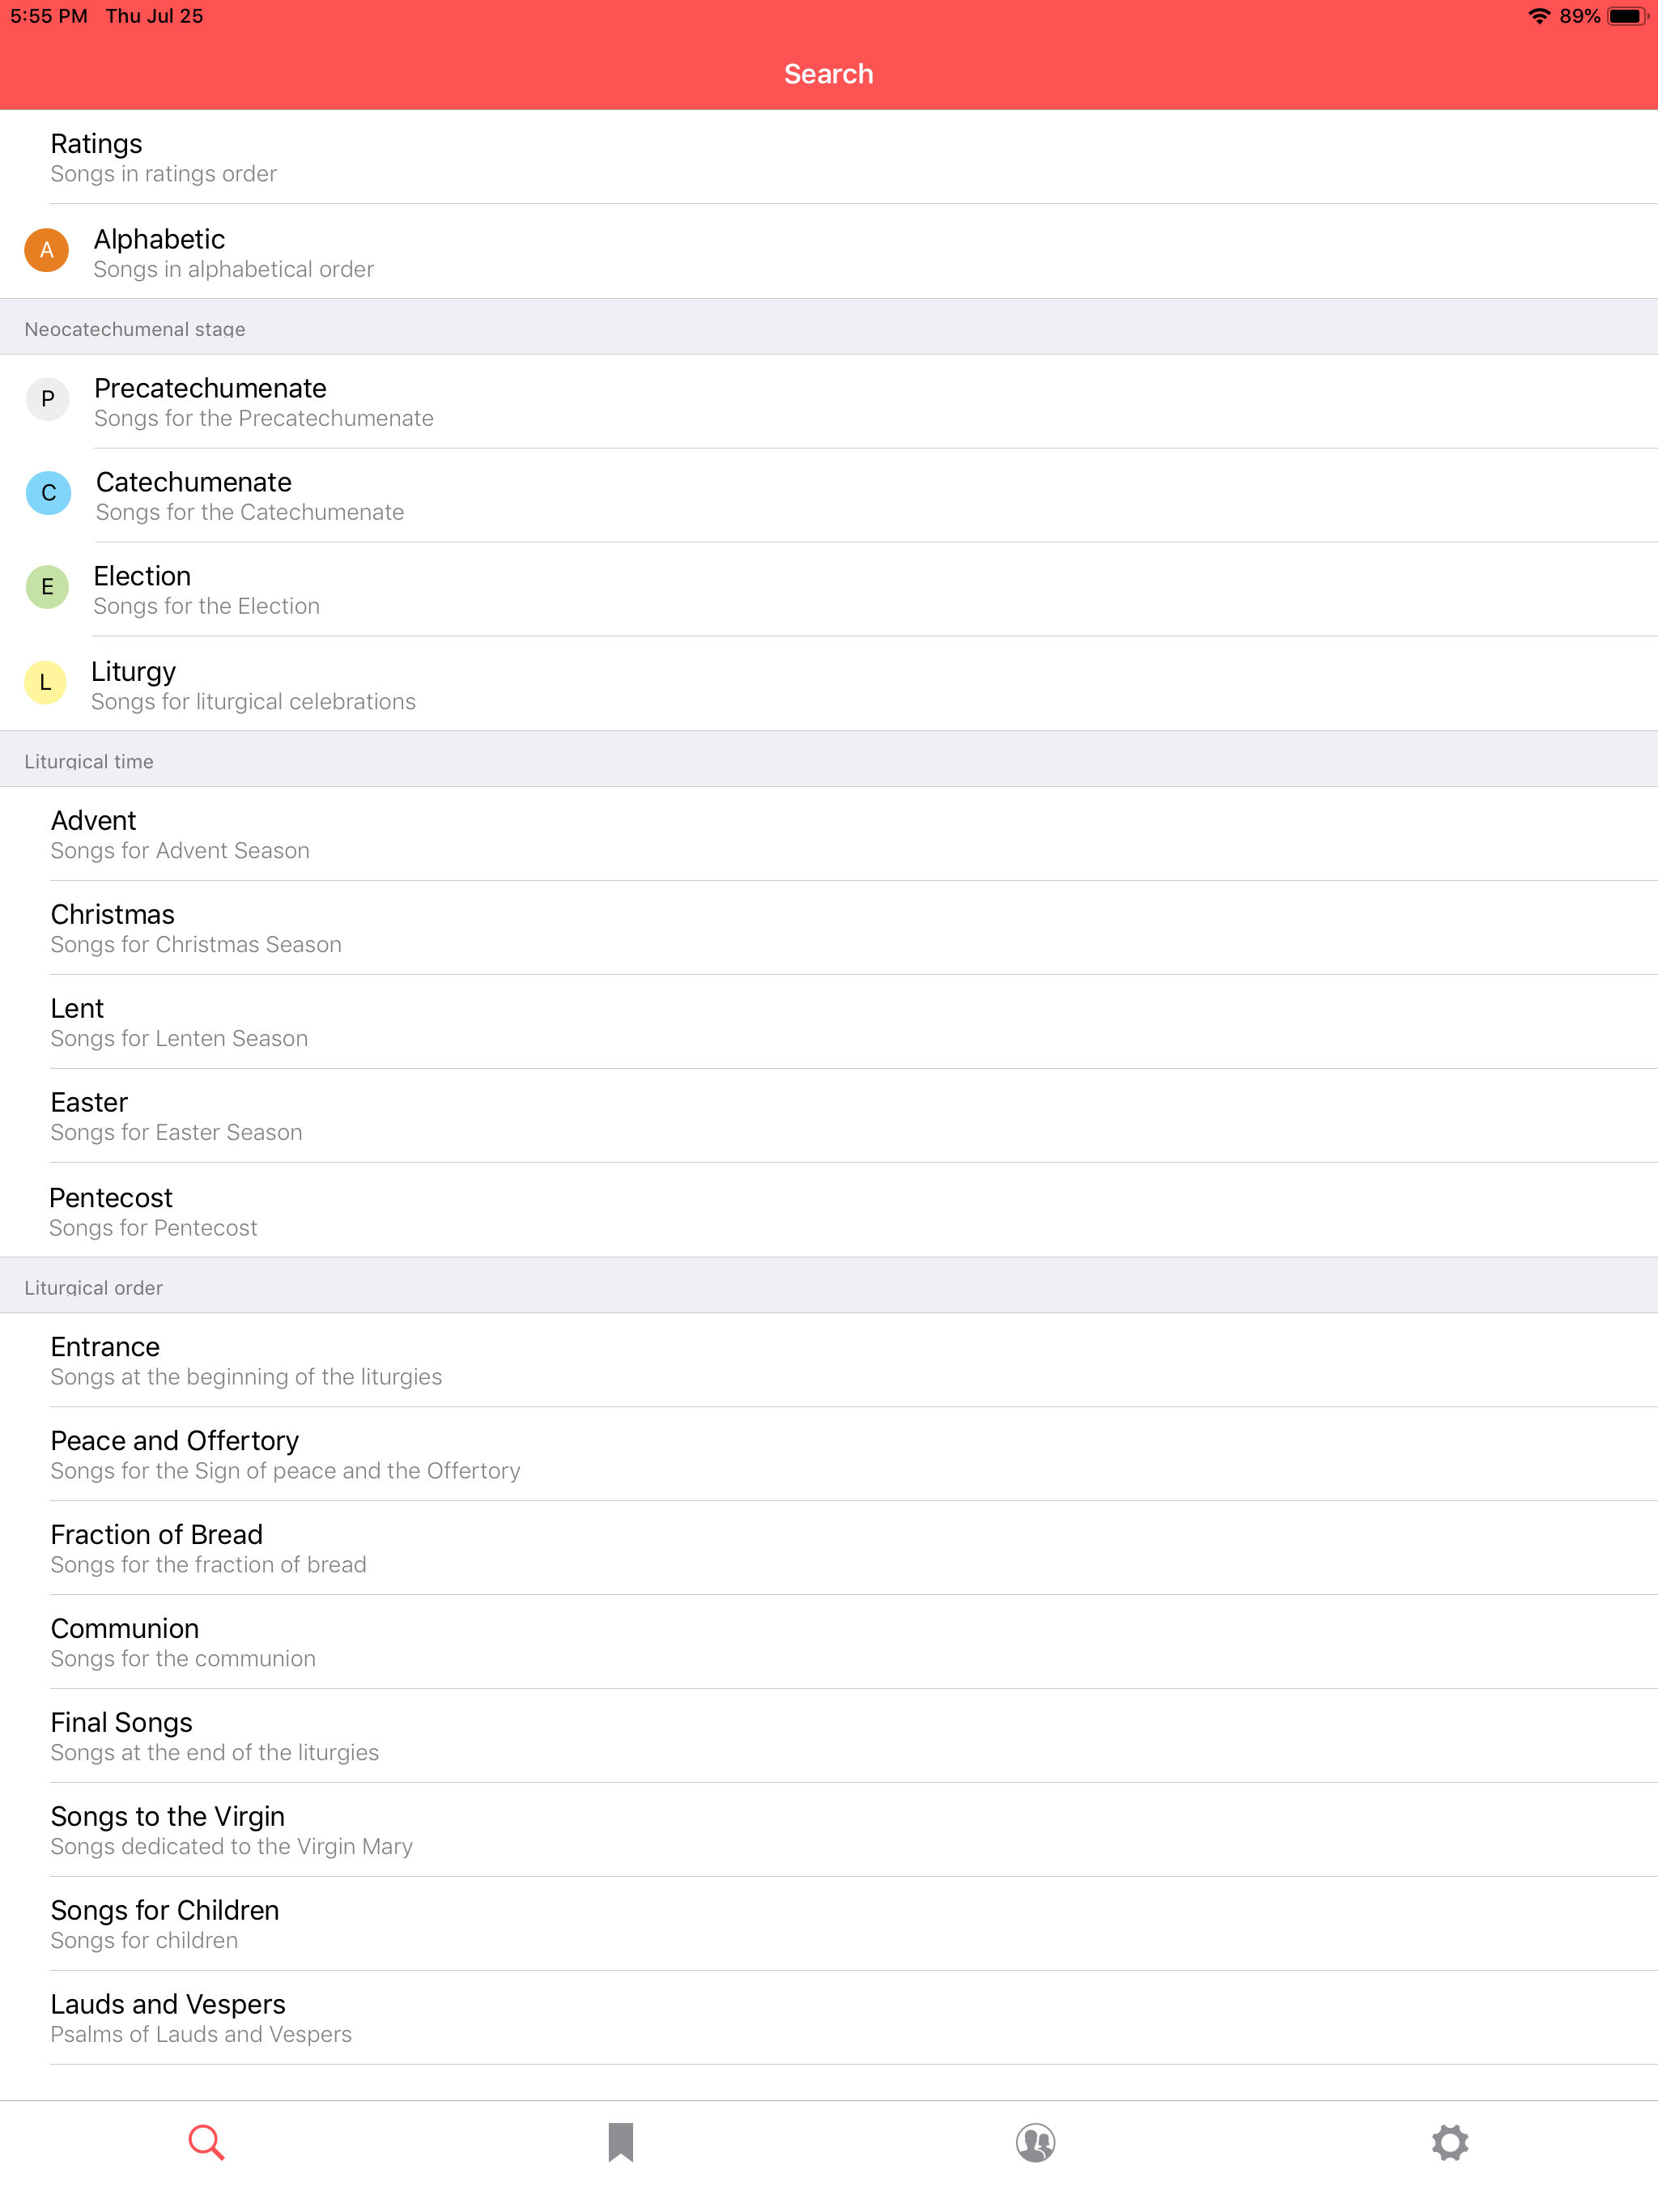 5:55 PM Thu Jul 25 89%
Search
Ratings
Songs in ratings order
A
Alphabetic
Songs in alphabetical order
Neocatechumenal stage
P
Precatechumenate
Songs for the Precatechumenate
C
Catechumenate
Songs for the Catechumenate
E
Election
Songs for the Election
L
Liturgy
Songs for liturgical celebrations
Liturgical time
Advent
Songs for Advent Season
Christmas
Songs for Christmas Season
Lent
Songs for Lenten Season
Easter
Songs for Easter Season
Pentecost
Songs for Pentecost
Liturgical order
Entrance
Songs at the beginning of the liturgies
Peace and Offertory
Songs for the Sign of peace and the Offertory
Fraction of Bread
Songs for the fraction of bread
Communion
Songs for the communion
Final Songs
Songs at the end of the liturgies
Songs to the Virgin
Songs dedicated to the Virgin Mary
Songs for Children
Songs for children
Lauds and Vespers
Psalms of Lauds and Vespers